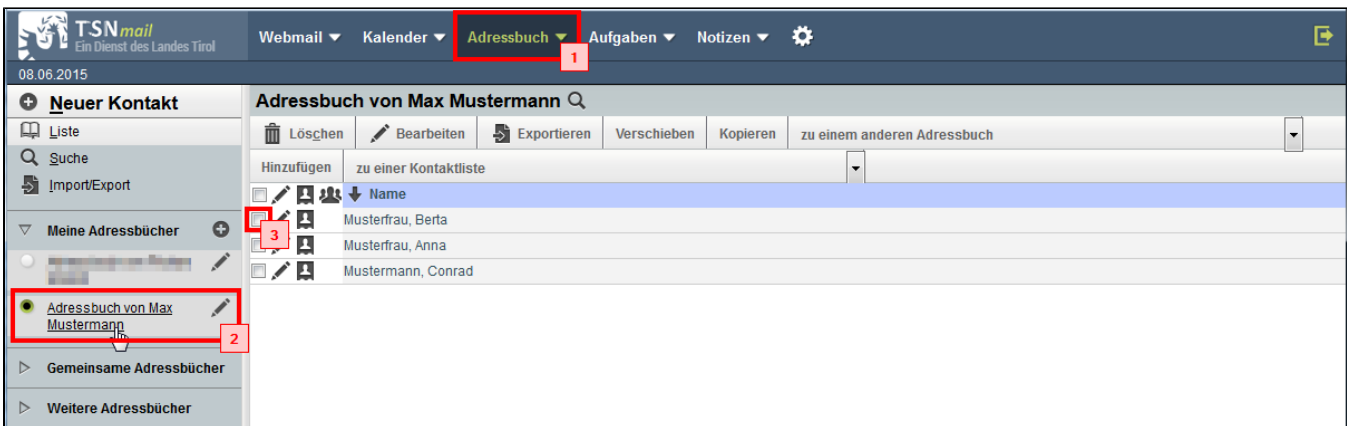 TSNmail
Ein Dienst des Landes Tirol
Webmail Kalender Adressbuch Aufgaben Notizen
1
08.06.2015
Neuer Kontakt
Liste
Suche
Import/Export
Meine Adressbücher
Adressbuch von Max
Mustermann
2
Gemeinsame Adressbücher
Weitere Adressbücher
Adressbuch von Max Mustermann
Löschen Bearbeiten Exportieren Verschieben Kopieren zu einem anderen Adressbuch
Hinzufügen zu einer Kontaktliste
Name
Musterfrau, Berta
3
Musterfrau, Anna
Mustermann, Conrad